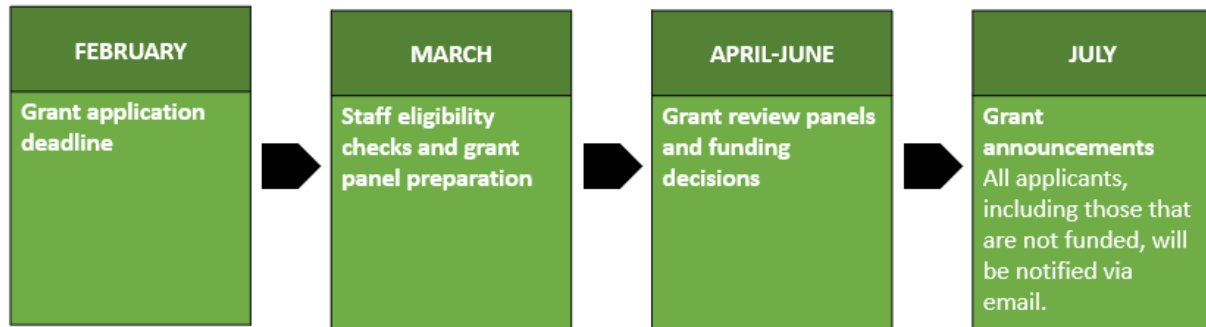 FEBRUARY
Grant application
deadline
MARCH
Staff eligibility
checks and grant
panel preparation
APRIL-JUNE
Grant review panels
and funding
decisions
JULY
Grant
announcements
All applicants,
including those that
are not funded, will
be notified via
email.